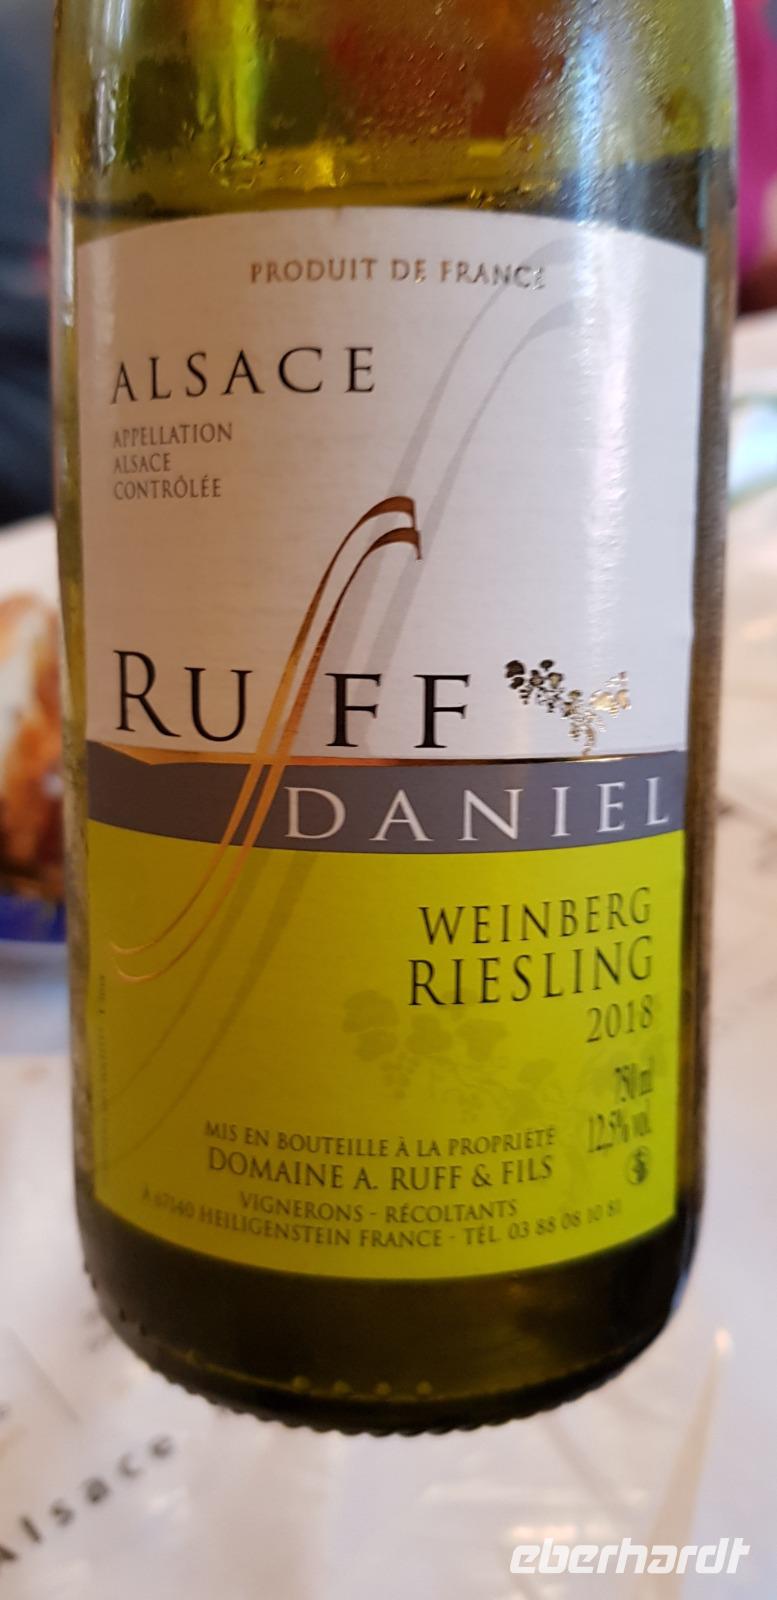 PRODUIT DE FRANCE
ALSACE
APPELLATION
ALSACE
CONTRÔLÉE
RUFF
DANIEL
WEINBERG
RIESLING
2018
750 ml
12,5% vol.
MIS EN BOUTEILLE À LA PROPRIÉTÉ
DOMAINE A. RUFF & FILS
VIGNERONS - RÉCOLTANTS
À 67140 HEILIGENSTEIN FRANCE - TÉL. 03 88 08 10 81
Alsace
eberhardt